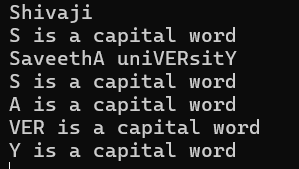 Shivaji
S is a capital word
SaveethA uniVERsitY
S is a capital word
A is a capital word
VER is a capital word
Y is a capital word